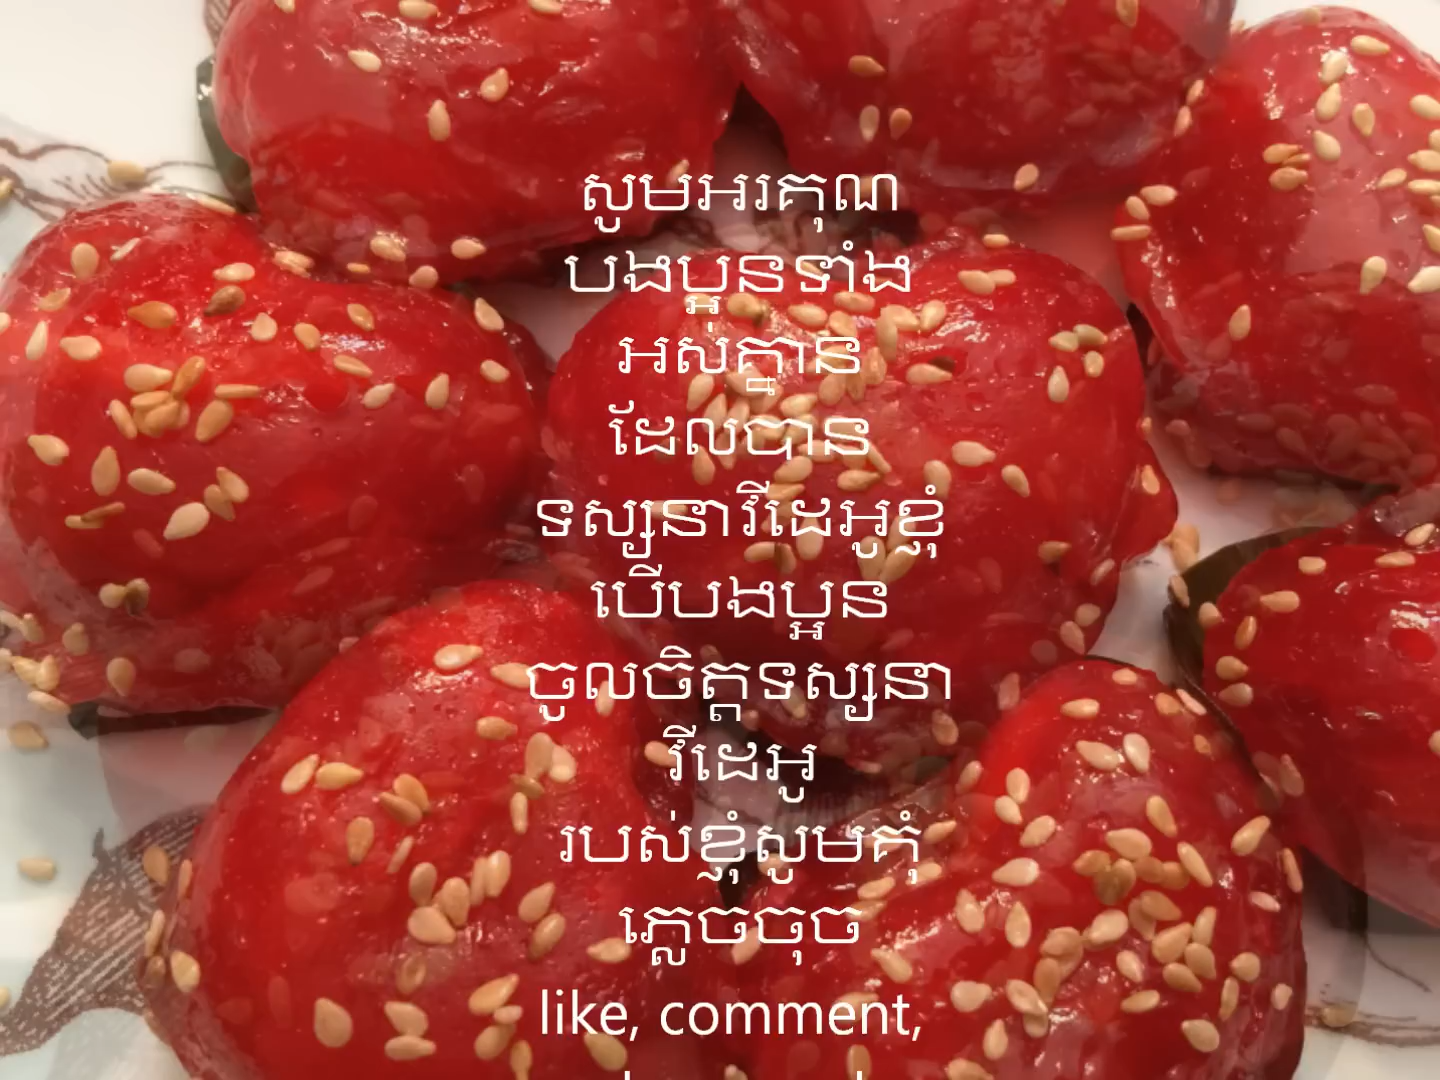 សូមអរគុណ
បងប្អូនទាំង
អស់គ្នាន
ដែលបាន
ទស្សនាវីដេអូខ្ញុំ
បើបងប្អូន
ចូលចិត្តទស្សនា
វីដេអូ
របស់ខ្ញុំសូមគុំ
ភ្លេចចុច
like, comment,